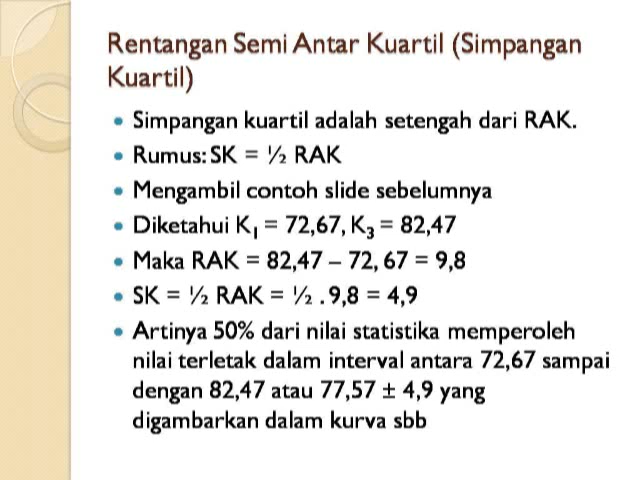 Rentangan Semi Antar Kuartil (Simpangan
Kuartil)
• Simpangan kuartil adalah setengah dari RAK.
• Rumus: SK = ½ RAK
• Mengambil contoh slide sebelumnya
• Diketahui K₁ = 72,67, K₃ = 82,47
• Maka RAK = 82,47 – 72, 67 = 9,8
• SK = ½ RAK = ½ . 9,8 = 4,9
• Artinya 50% dari nilai statistika memperoleh
nilai terletak dalam interval antara 72,67 sampai
dengan 82,47 atau 77,57 ± 4,9 yang
digambarkan dalam kurva sbb